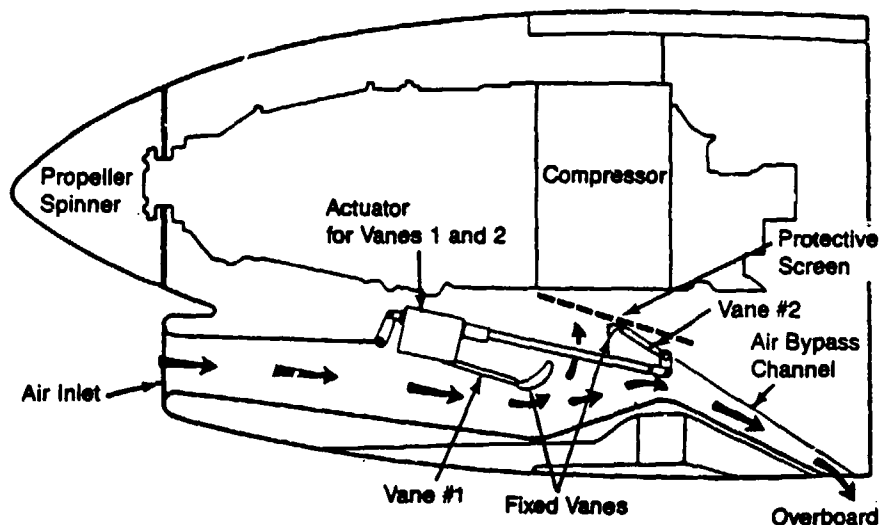 Propeller
Spinner
Compressor
Actuator
for Vanes 1 and 2
Protective
Screen
Vane #2
Air Bypass
Channel
Air Inlet
Vane #1
Fixed Vanes
Overboard